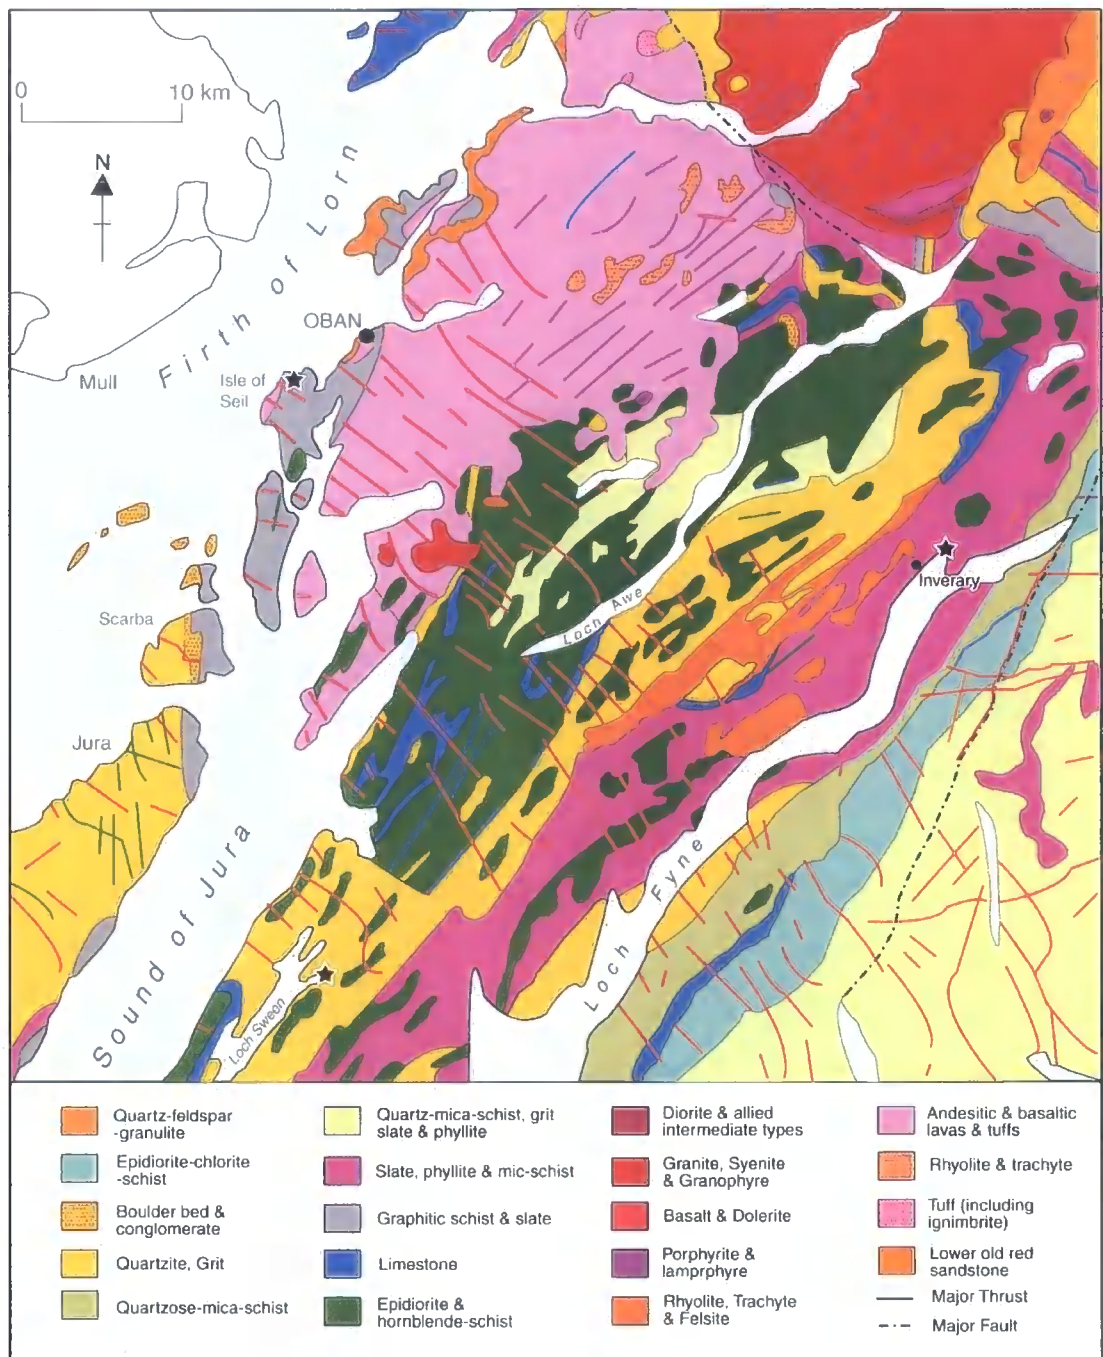 0 10 km
N
Firth of Lorn
OBAN
Mull
Isle of
Seil
Inverary
Loch Awe
Scarba
Jura
Loch Fyne
Sound of Jura
Loch Sween
Quartz-feldspar
-granulite
Epidiorite-chlorite
-schist
Boulder bed &
conglomerate
Quartzite, Grit
Quartzose-mica-schist
Quartz-mica-schist, grit
slate & phyllite
Slate, phyllite & mic-schist
Graphitic schist & slate
Limestone
Epidiorite &
hornblende-schist
Diorite & allied
intermediate types
Granite, Syenite
& Granophyre
Basalt & Dolerite
Porphyrite &
lamprphyre
Rhyolite, Trachyte
& Felsite
Andesitic & basaltic
lavas & tuffs
Rhyolite & trachyte
Tuff (including
ignimbrite)
Lower old red
sandstone
Major Thrust
Major Fault